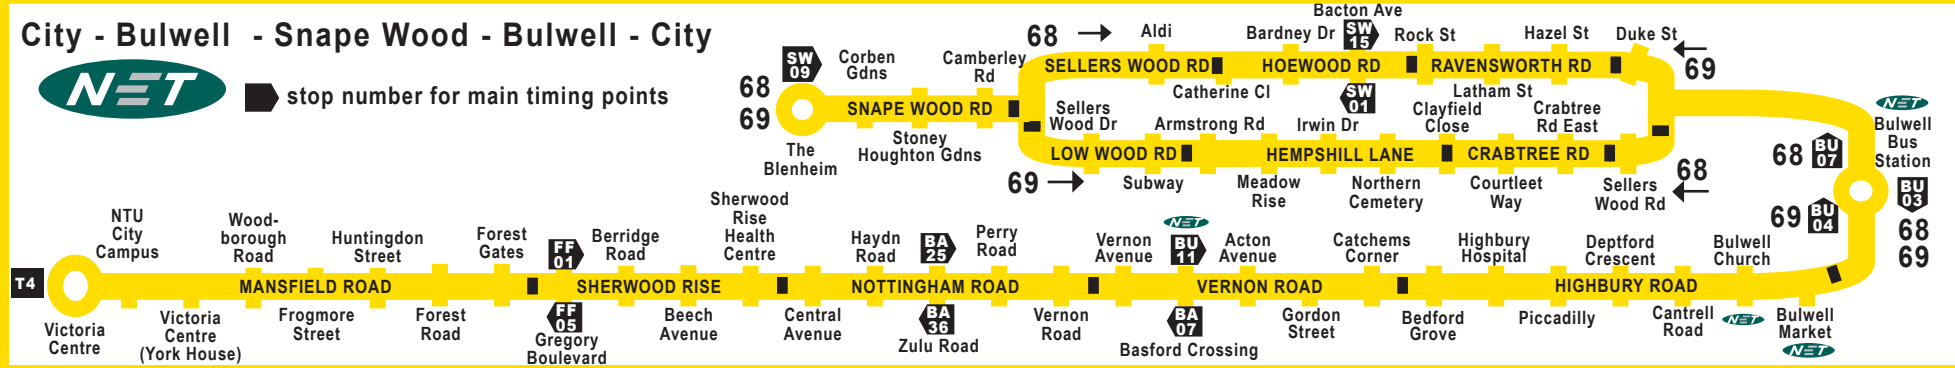 City - Bulwell - Snape Wood - Bulwell - City
NET
stop number for main timing points
68
69
SW
09
The
Blenheim
Corben
Gdns
Camberley
Rd
SNAPE WOOD RD
Stoney
Houghton Gdns
68
Aldi
Bardney Dr
Bacton Ave
SW
15
Rock St
Hazel St
Duke St
69
SELLERS WOOD RD
HOEWOOD RD
RAVENSWORTH RD
Catherine Cl
SW
01
Latham St
Sellers
Wood Dr
Armstrong Rd
Irwin Dr
Clayfield
Close
Crabtree
Rd East
LOW WOOD RD
HEMPSHILL LANE
CRABTREE RD
69
Subway
Meadow
Rise
Northern
Cemetery
Courtleet
Way
Sellers
Wood Rd
68
NET
Bulwell
Bus
Station
68
BU
07
69
BU
04
BU
03
68
69
T4
Victoria
Centre
NTU
City
Campus
Victoria
Centre
(York House)
Wood-
borough
Road
Frogmore
Street
Huntingdon
Street
Forest
Road
Forest
Gates
MANSFIELD ROAD
FF
01
FF
05
Gregory
Boulevard
Berridge
Road
SHERWOOD RISE
Beech
Avenue
Sherwood
Rise
Health
Centre
Central
Avenue
Haydn
Road
BA
25
NOTTINGHAM ROAD
BA
36
Zulu Road
Perry
Road
Vernon
Road
Vernon
Avenue
NET
BU
11
BA
07
Basford Crossing
Acton
Avenue
VERNON ROAD
Gordon
Street
Catchems
Corner
Bedford
Grove
Highbury
Hospital
Piccadilly
Deptford
Crescent
HIGHBURY ROAD
Cantrell
Road
NET
Bulwell
Church
Bulwell
Market
NET